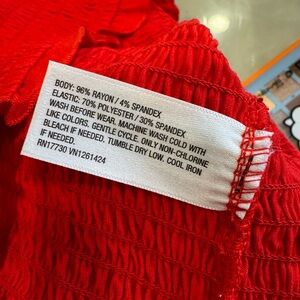 BODY: 96% RAYON / 4% SPANDEX
ELASTIC: 70% POLYESTER / 30% SPANDEX
WASH BEFORE WEAR. MACHINE WASH COLD WITH
LIKE COLORS. GENTLE CYCLE. ONLY NON-CHLORINE
BLEACH IF NEEDED. TUMBLE DRY LOW. COOL IRON
IF NEEDED.
RN17730 VN1261424